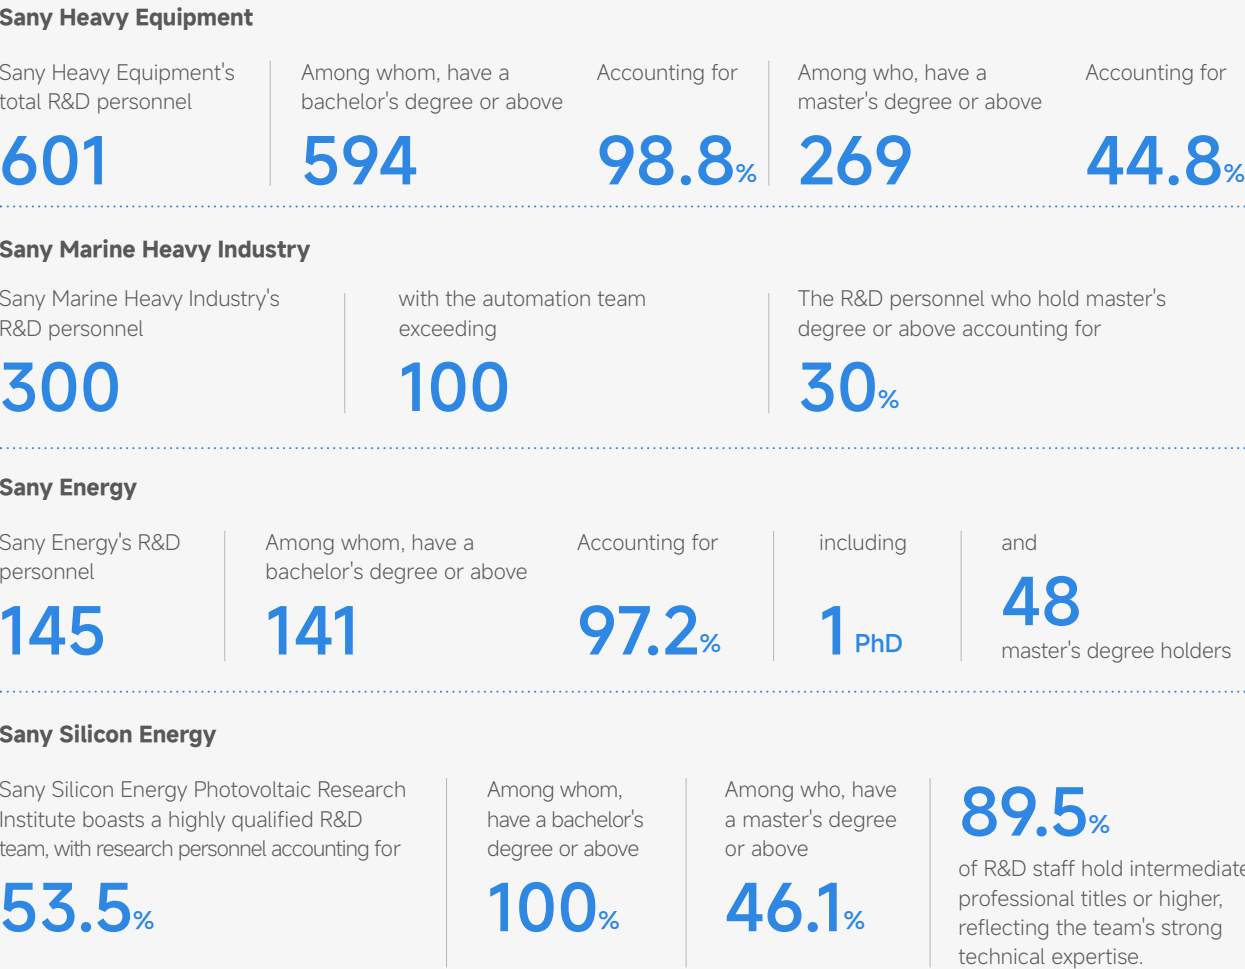 Sany Heavy Equipment
Sany Heavy Equipment's
total R&D personnel
601
Among whom, have a
bachelor's degree or above
594
Accounting for
98.8%
Among who, have a
master's degree or above
269
Accounting for
44.8%
Sany Marine Heavy Industry
Sany Marine Heavy Industry's
R&D personnel
300
with the automation team
exceeding
100
The R&D personnel who hold master's
degree or above accounting for
30%
Sany Energy
Sany Energy's R&D
personnel
145
Among whom, have a
bachelor's degree or above
141
Accounting for
97.2%
including
1 PhD
and
48
master's degree holders
Sany Silicon Energy
Sany Silicon Energy Photovoltaic Research
Institute boasts a highly qualified R&D
team, with research personnel accounting for
53.5%
Among whom,
have a bachelor's
degree or above
100%
Among who, have
a master's degree
or above
46.1%
89.5%
of R&D staff hold intermediate
professional titles or higher,
reflecting the team's strong
technical expertise.